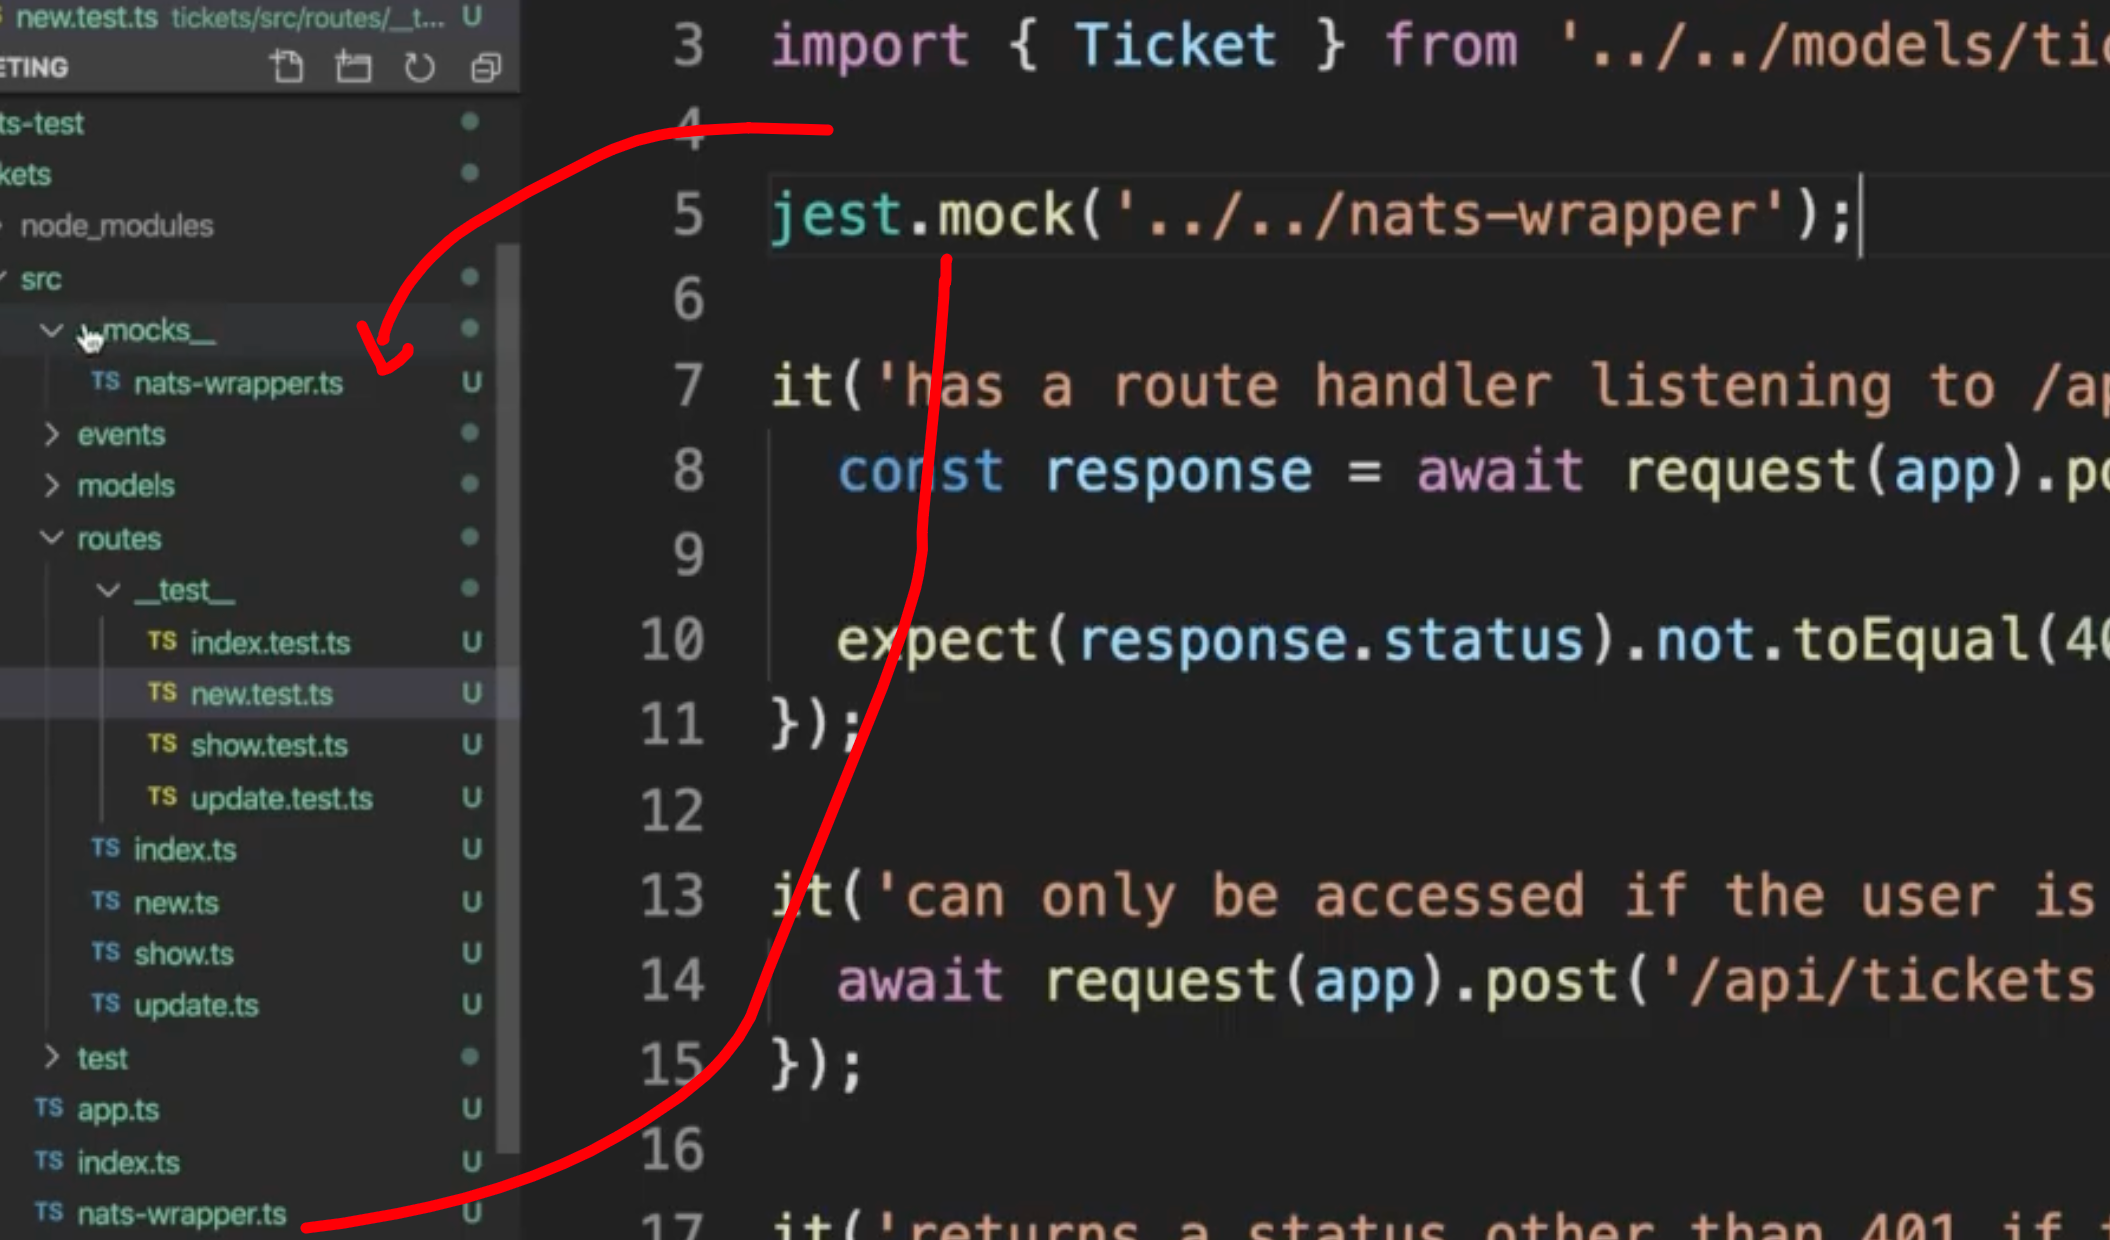 new.test.ts tickets/src/routes/__t... U
ETING
ts-test
kets
node_modules
src
__mocks__
TS nats-wrapper.ts U
events
models
routes
__test__
TS index.test.ts U
TS new.test.ts U
TS show.test.ts U
TS update.test.ts U
TS index.ts U
TS new.ts U
TS show.ts U
TS update.ts U
test
TS app.ts U
TS index.ts U
TS nats-wrapper.ts U
3 import { Ticket } from '../../models/tic
4
5 jest.mock('../../nats-wrapper');
6
7 it('has a route handler listening to /ap
8 const response = await request(app).po
9
10 expect(response.status).not.toEqual(40
11 });
12
13 it('can only be accessed if the user is
14 await request(app).post('/api/tickets
15 });
16
17 it('returns a status other than 401 if t